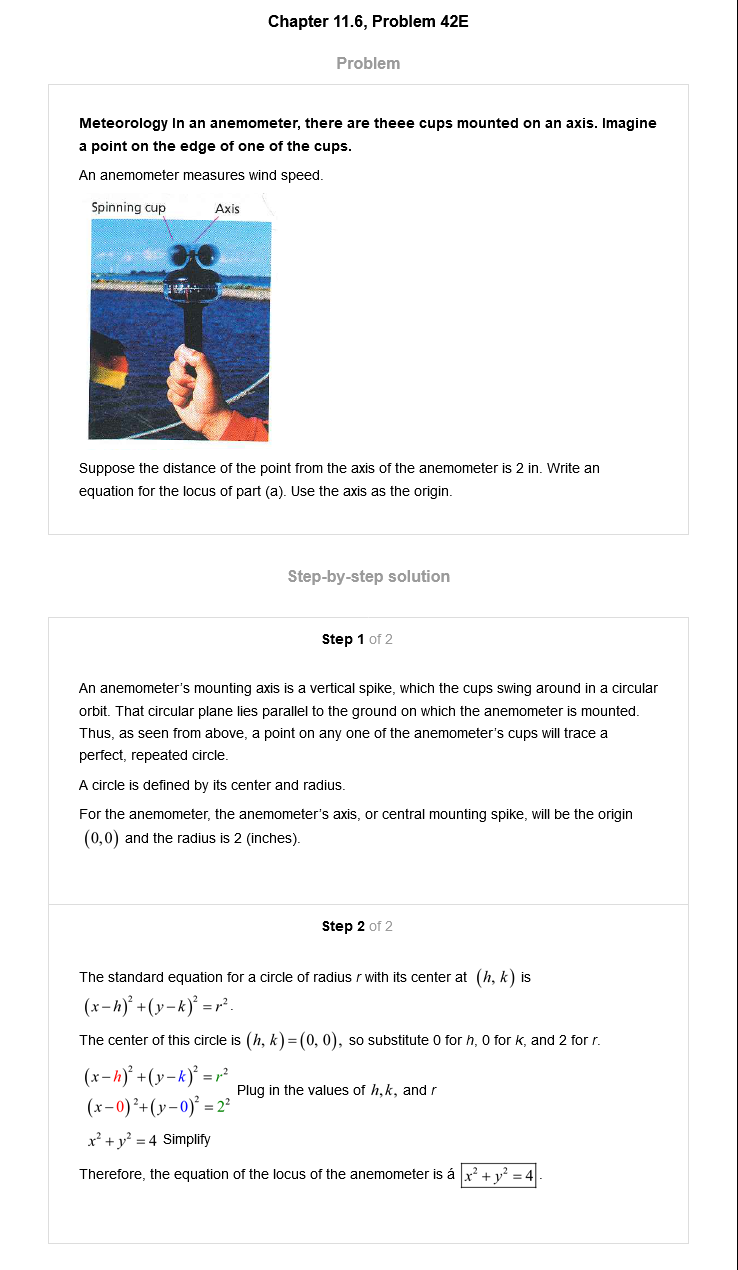 Chapter 11.6, Problem 42E
Problem
Meteorology In an anemometer, there are theee cups mounted on an axis. Imagine
a point on the edge of one of the cups.
An anemometer measures wind speed.
Spinning cup Axis
Suppose the distance of the point from the axis of the anemometer is 2 in. Write an
equation for the locus of part (a). Use the axis as the origin.
Step-by-step solution
Step 1 of 2
An anemometer's mounting axis is a vertical spike, which the cups swing around in a circular
orbit. That circular plane lies parallel to the ground on which the anemometer is mounted.
Thus, as seen from above, a point on any one of the anemometer's cups will trace a
perfect, repeated circle.
A circle is defined by its center and radius.
For the anemometer, the anemometer's axis, or central mounting spike, will be the origin
(0,0) and the radius is 2 (inches).
Step 2 of 2
The standard equation for a circle of radius r with its center at (h, k) is
(x−h)² +(y−k)² = r².
The center of this circle is (h, k)=(0, 0), so substitute 0 for h, 0 for k, and 2 for r.
(x−h)² +(y−k)² = r²
Plug in the values of h,k, and r
(x−0)²+(y−0)² = 2²
x² + y² = 4 Simplify
Therefore, the equation of the locus of the anemometer is á x² + y² = 4.